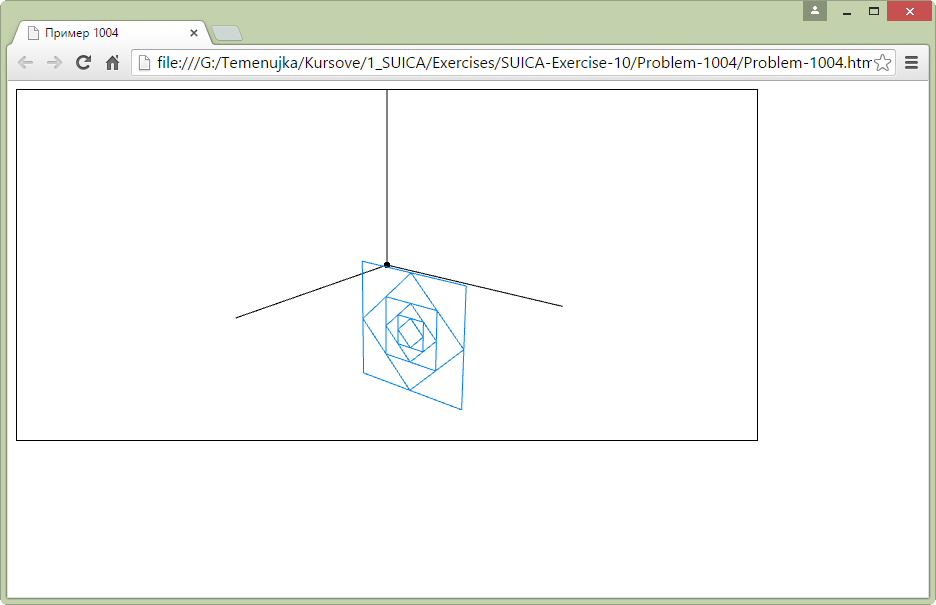 Пример 1004
file:///G:/Temenujka/Kursove/1_SUICA/Exercises/SUICA-Exercise-10/Problem-1004/Problem-1004.htm